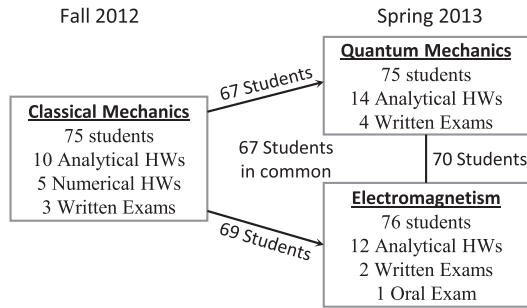 Fall 2012
Spring 2013
Classical Mechanics
75 students
10 Analytical HWs
5 Numerical HWs
3 Written Exams
67 Students
69 Students
67 Students
in common
Quantum Mechanics
75 students
14 Analytical HWs
4 Written Exams
70 Students
Electromagnetism
76 students
12 Analytical HWs
2 Written Exams
1 Oral Exam